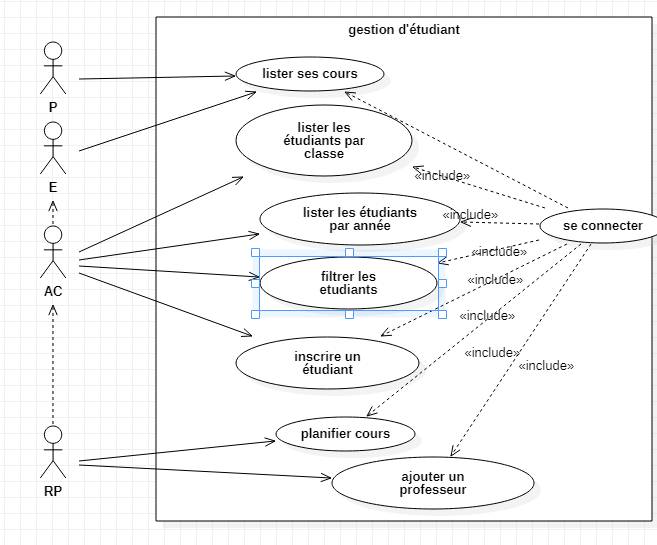 gestion d'étudiant
lister ses cours
P
lister les
étudiants par
classe
E
«include»
lister les étudiants
par année
«include»
se connecter
«include»
filtrer les
etudiants
«include»
AC
«include»
inscrire un
étudiant
«include»
«include»
planifier cours
ajouter un
professeur
RP